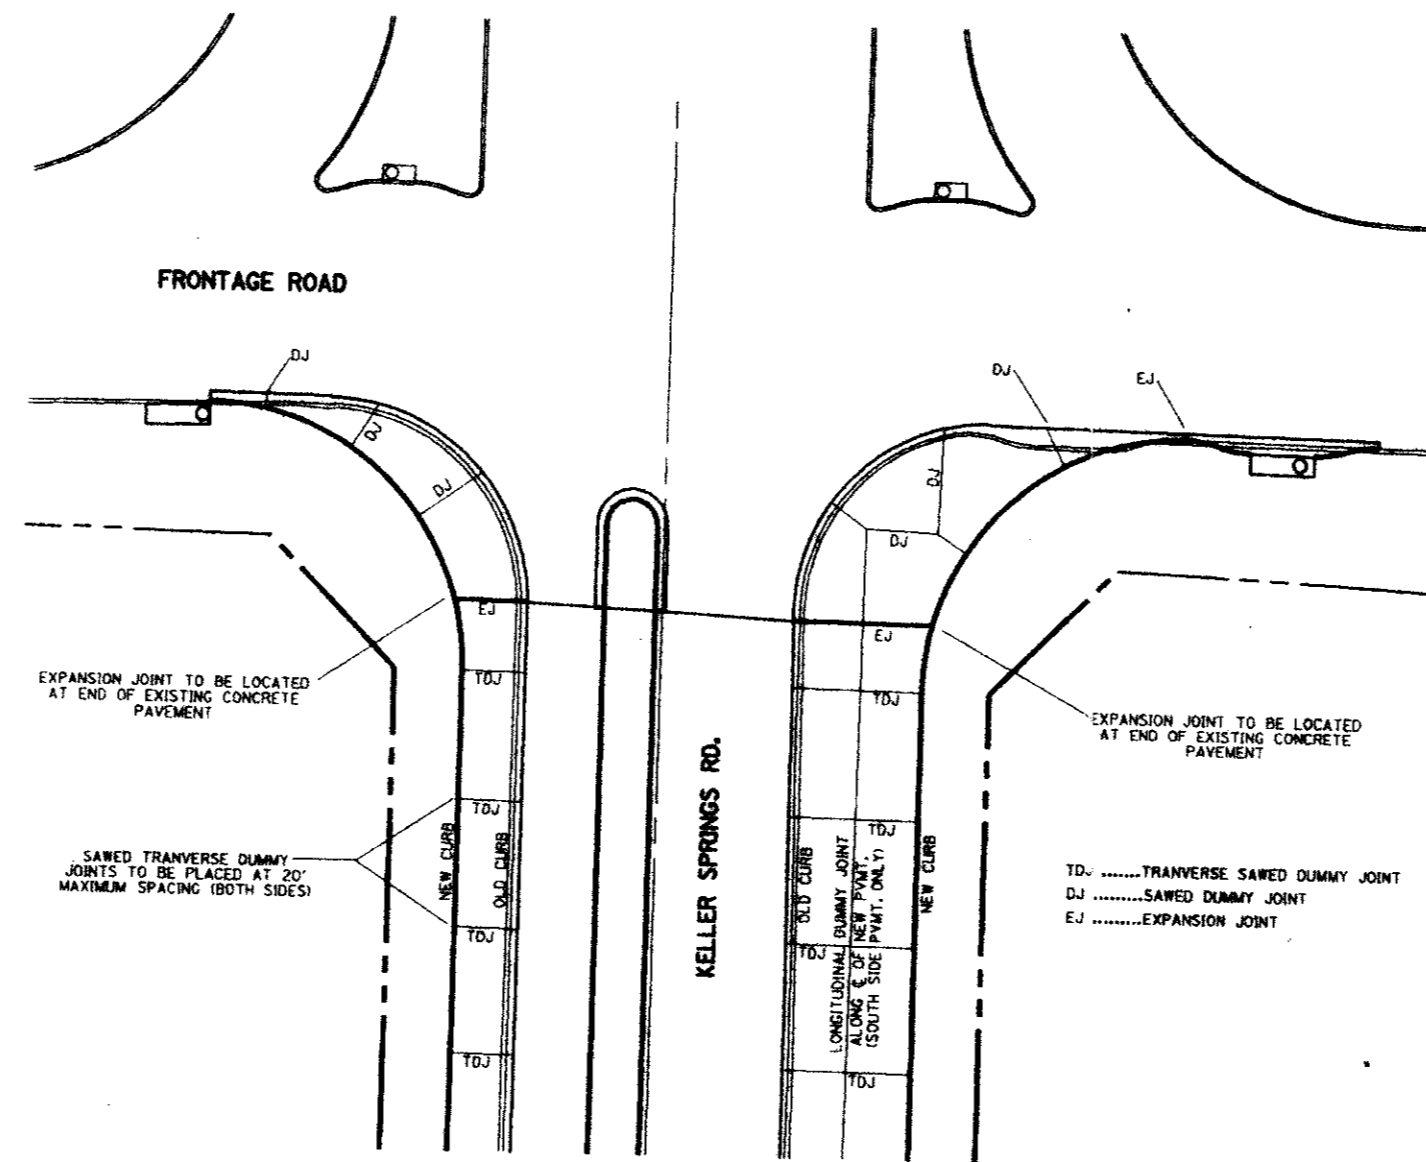 FRONTAGE ROAD
DJ
DJ
DJ
DJ
EJ
DJ
DJ
EJ
EJ
TDJ
TDJ
EXPANSION JOINT TO BE LOCATED
AT END OF EXISTING CONCRETE
PAVEMENT
EXPANSION JOINT TO BE LOCATED
AT END OF EXISTING CONCRETE
PAVEMENT
KELLER SPRINGS RD.
TDJ
TDJ
SAWED TRANVERSE DUMMY
JOINTS TO BE PLACED AT 20'
MAXIMUM SPACING (BOTH SIDES)
NEW CURB
OLD CURB
OLD CURB
LONGITUDINAL DUMMY JOINT
ALONG ℄ OF NEW PVMT.
(SOUTH SIDE PVMT. ONLY)
NEW CURB
TDJ .......TRANVERSE SAWED DUMMY JOINT
DJ .........SAWED DUMMY JOINT
EJ .........EXPANSION JOINT
TDJ
TDJ
TDJ
TDJ